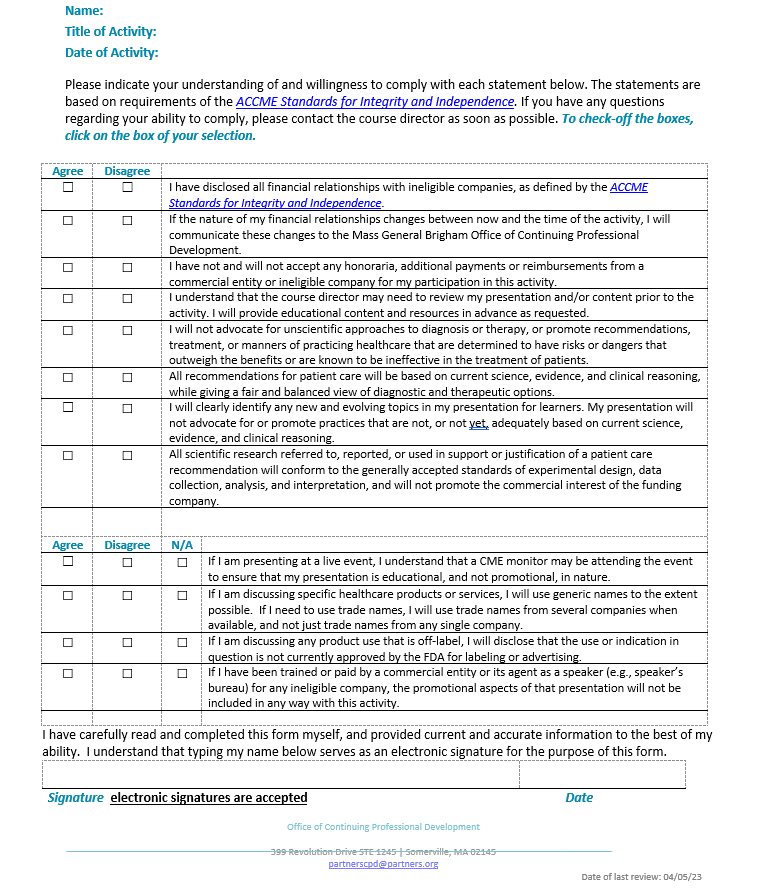 Name:
Title of Activity:
Date of Activity:
Please indicate your understanding of and willingness to comply with each statement below. The statements are
based on requirements of the ACCME Standards for Integrity and Independence. If you have any questions
regarding your ability to comply, please contact the course director as soon as possible. To check-off the boxes,
click on the box of your selection.
Agree Disagree
☐ ☐ I have disclosed all financial relationships with ineligible companies, as defined by the ACCME
Standards for Integrity and Independence.
☐ ☐ If the nature of my financial relationships changes between now and the time of the activity, I will
communicate these changes to the Mass General Brigham Office of Continuing Professional
Development.
☐ ☐ I have not and will not accept any honoraria, additional payments or reimbursements from a
commercial entity or ineligible company for my participation in this activity.
☐ ☐ I understand that the course director may need to review my presentation and/or content prior to the
activity. I will provide educational content and resources in advance as requested.
☐ ☐ I will not advocate for unscientific approaches to diagnosis or therapy, or promote recommendations,
treatment, or manners of practicing healthcare that are determined to have risks or dangers that
outweigh the benefits or are known to be ineffective in the treatment of patients.
☐ ☐ All recommendations for patient care will be based on current science, evidence, and clinical reasoning,
while giving a fair and balanced view of diagnostic and therapeutic options.
☐ ☐ I will clearly identify any new and evolving topics in my presentation for learners. My presentation will
not advocate for or promote practices that are not, or not yet, adequately based on current science,
evidence, and clinical reasoning.
☐ ☐ All scientific research referred to, reported, or used in support or justification of a patient care
recommendation will conform to the generally accepted standards of experimental design, data
collection, analysis, and interpretation, and will not promote the commercial interest of the funding
company.
Agree Disagree N/A
☐ ☐ ☐ If I am presenting at a live event, I understand that a CME monitor may be attending the event
to ensure that my presentation is educational, and not promotional, in nature.
☐ ☐ ☐ If I am discussing specific healthcare products or services, I will use generic names to the extent
possible. If I need to use trade names, I will use trade names from several companies when
available, and not just trade names from any single company.
☐ ☐ ☐ If I am discussing any product use that is off-label, I will disclose that the use or indication in
question is not currently approved by the FDA for labeling or advertising.
☐ ☐ ☐ If I have been trained or paid by a commercial entity or its agent as a speaker (e.g., speaker's
bureau) for any ineligible company, the promotional aspects of that presentation will not be
included in any way with this activity.
I have carefully read and completed this form myself, and provided current and accurate information to the best of my
ability. I understand that typing my name below serves as an electronic signature for the purpose of this form.
Signature electronic signatures are accepted Date
Office of Continuing Professional Development
399 Revolution Drive STE 1245 | Somerville, MA 02145
partnerscpd@partners.org
Date of last review: 04/05/23